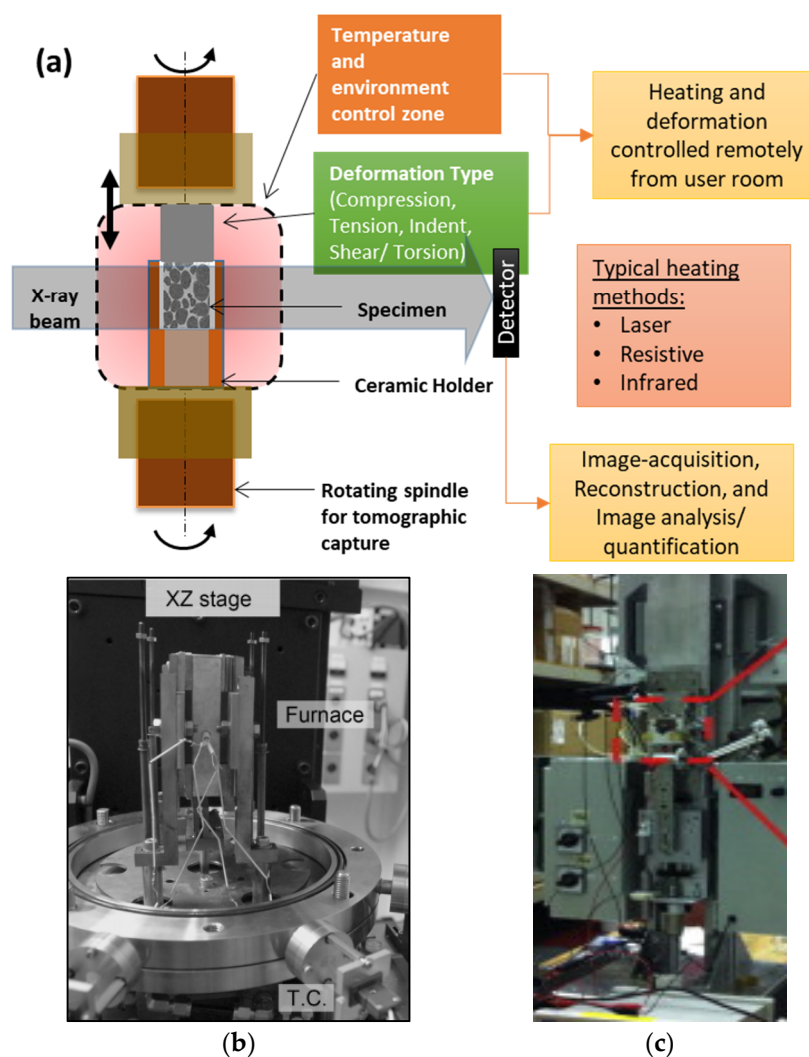 (a)
Temperature
and
environment
control zone
Heating and
deformation
controlled remotely
from user room
Deformation Type
(Compression,
Tension, Indent,
Shear/ Torsion)
X-ray
beam
Specimen
Detector
Typical heating
methods:
• Laser
• Resistive
• Infrared
Ceramic Holder
Rotating spindle
for tomographic
capture
Image-acquisition,
Reconstruction, and
Image analysis/
quantification
XZ stage
Furnace
T.C.
(b)
(c)